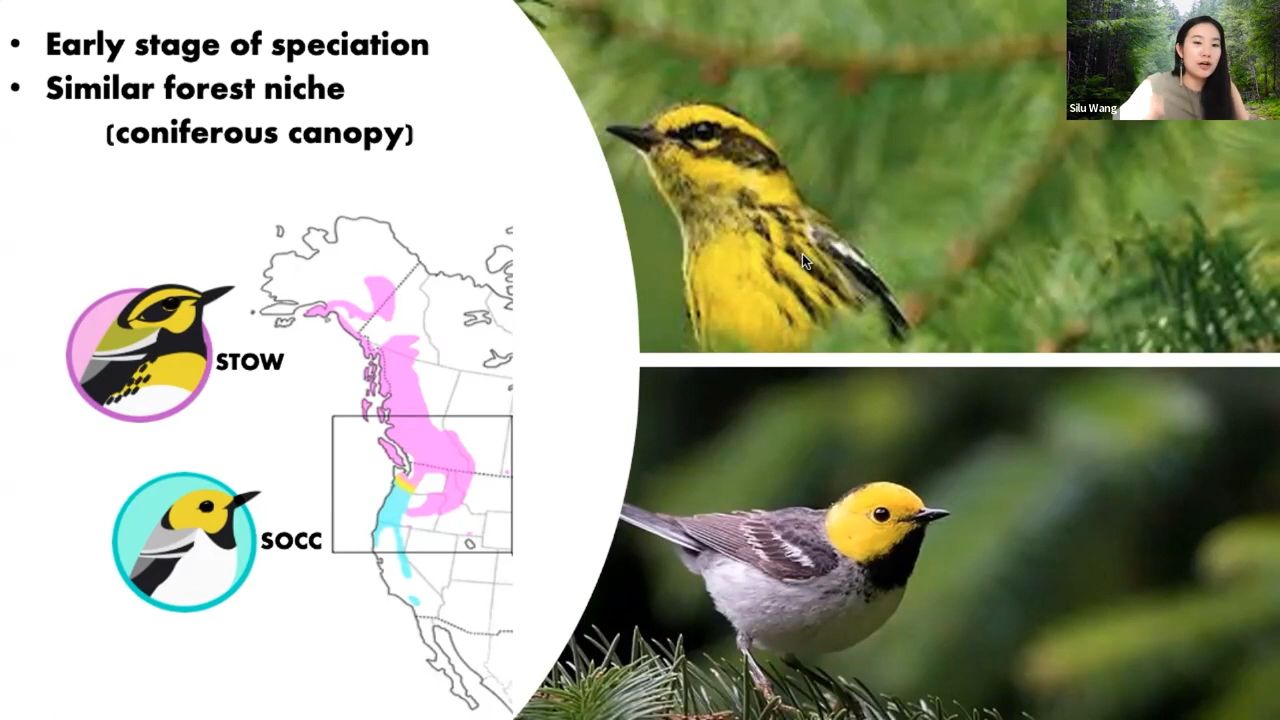 • Early stage of speciation
• Similar forest niche
(coniferous canopy)
STOW
SOCC
Silu Wang